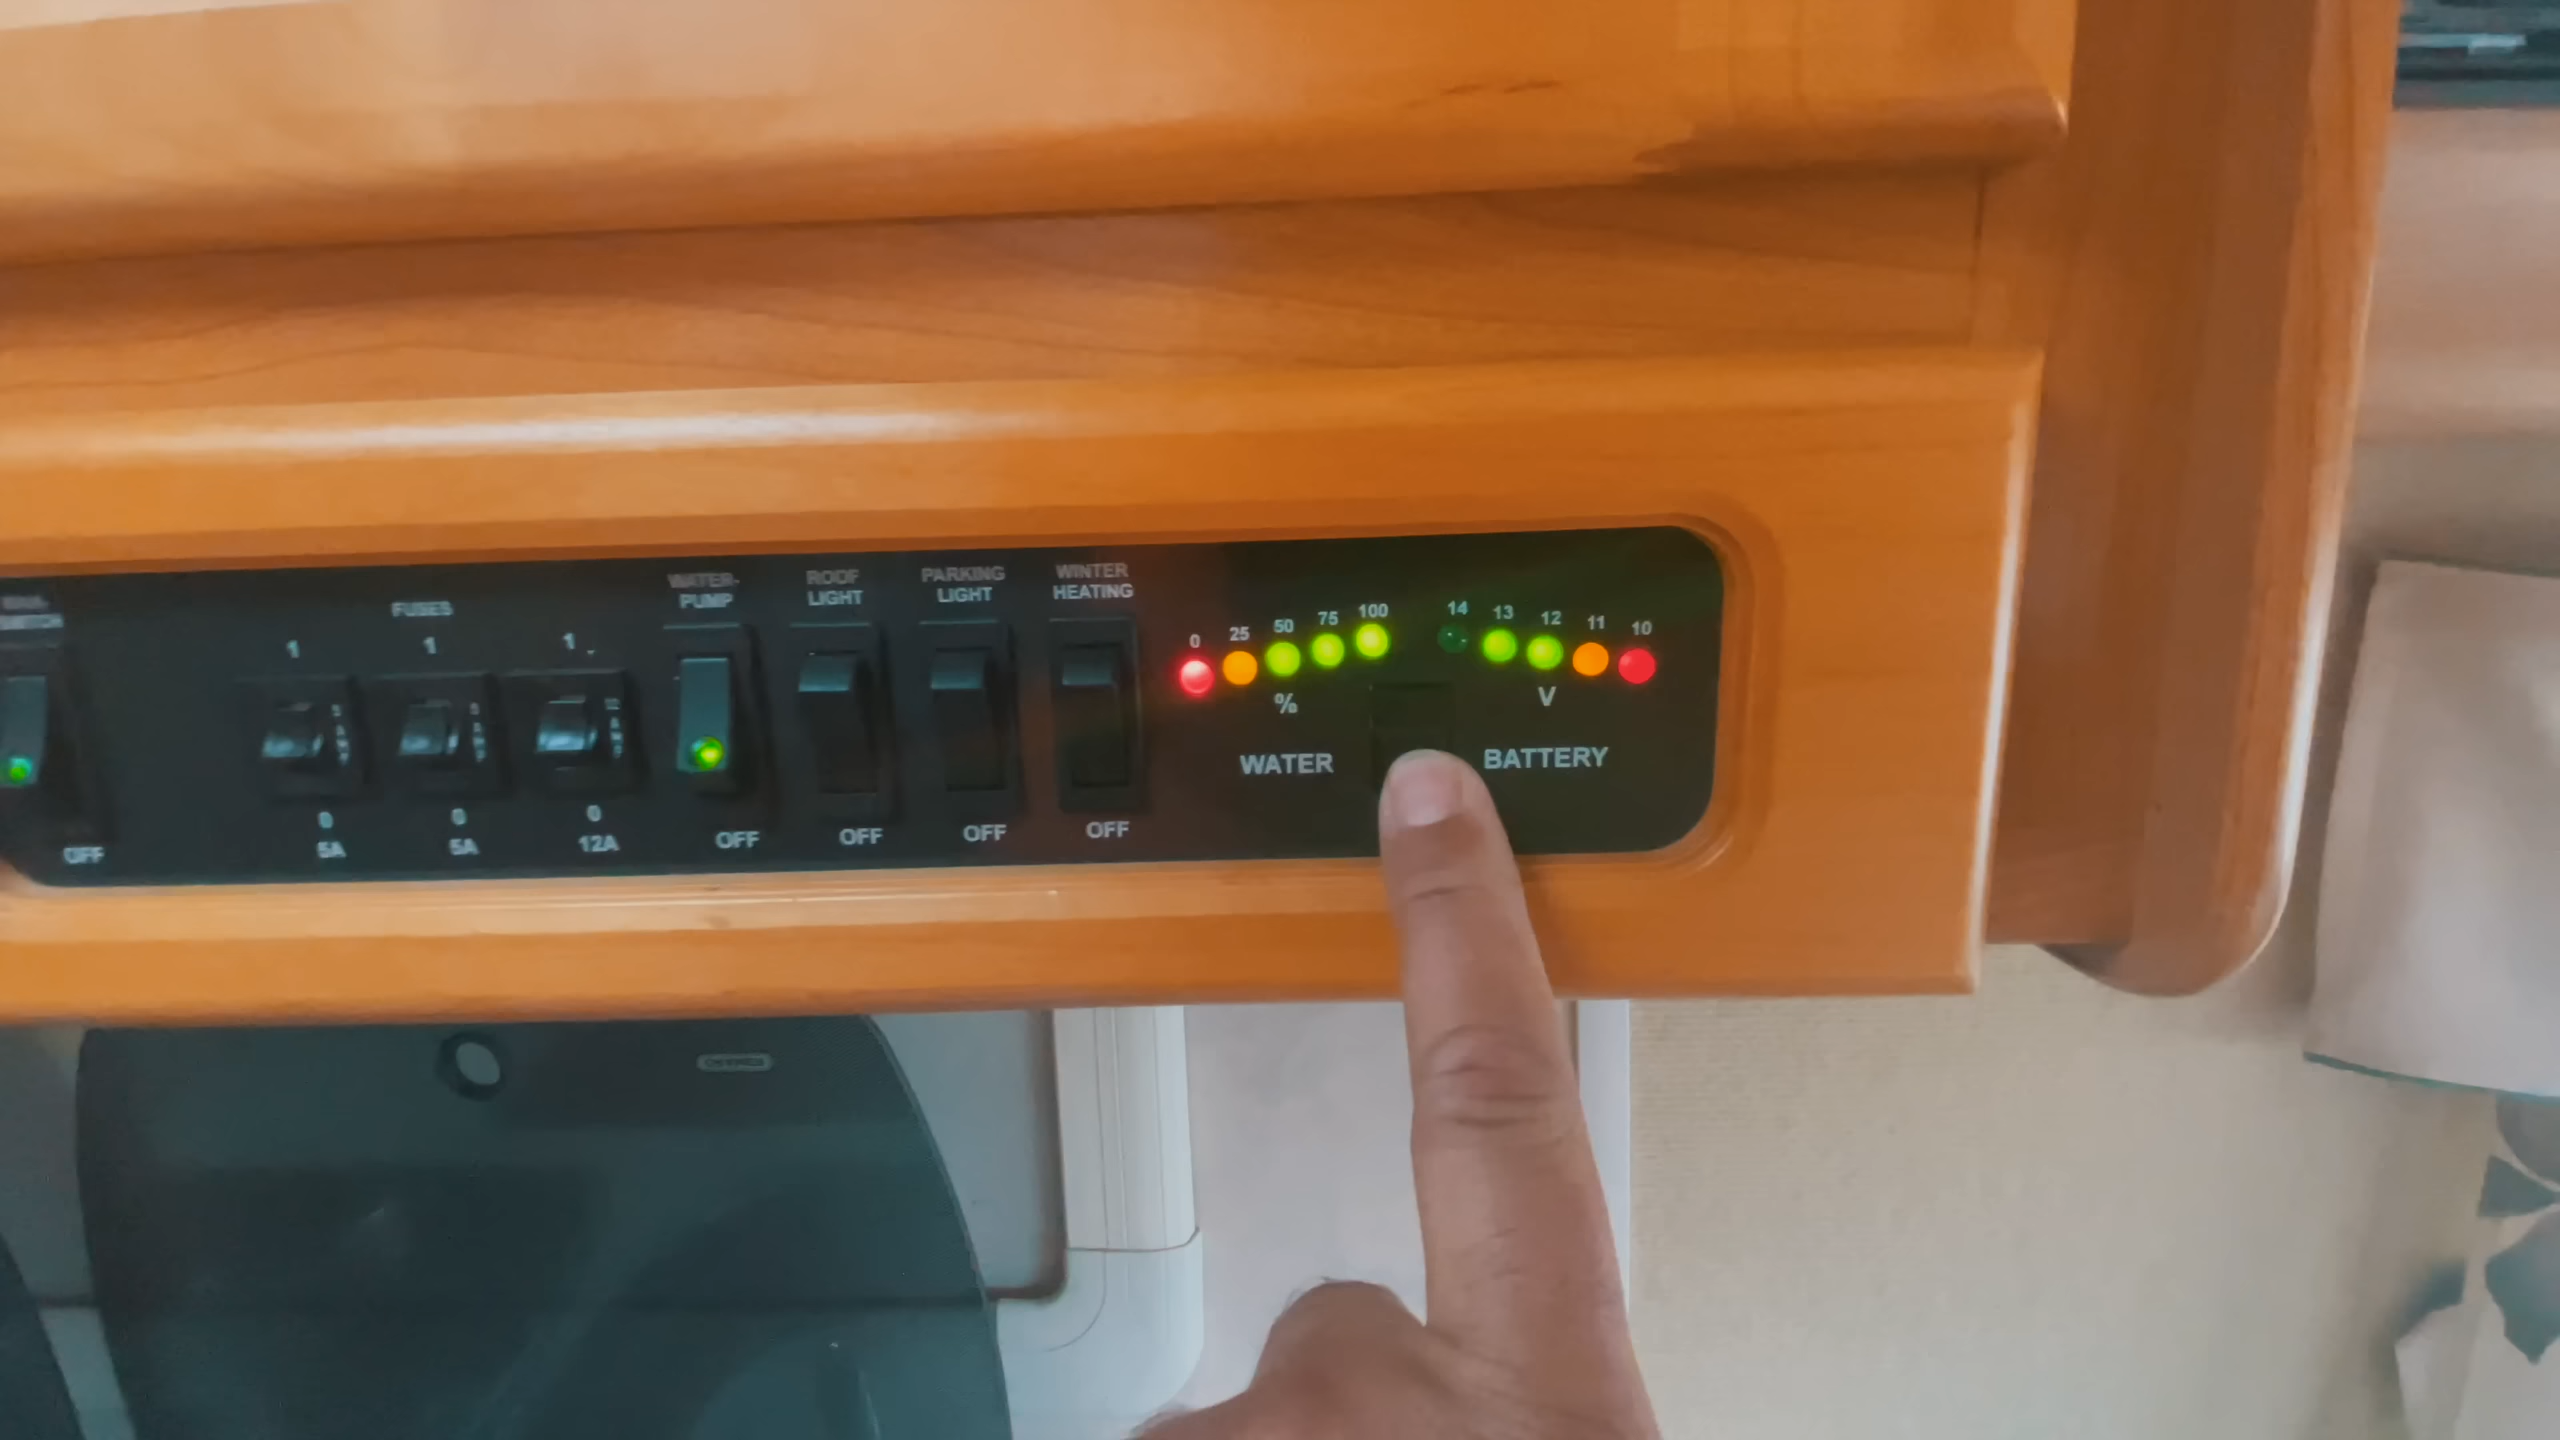 FUSES
1
1
1
0
5A
0
5A
0
12A
WATER-
PUMP
OFF
ROOF
LIGHT
OFF
PARKING
LIGHT
OFF
WINTER
HEATING
OFF
0
25
50
75
100
%
WATER
14
13
12
11
10
V
BATTERY
OFF